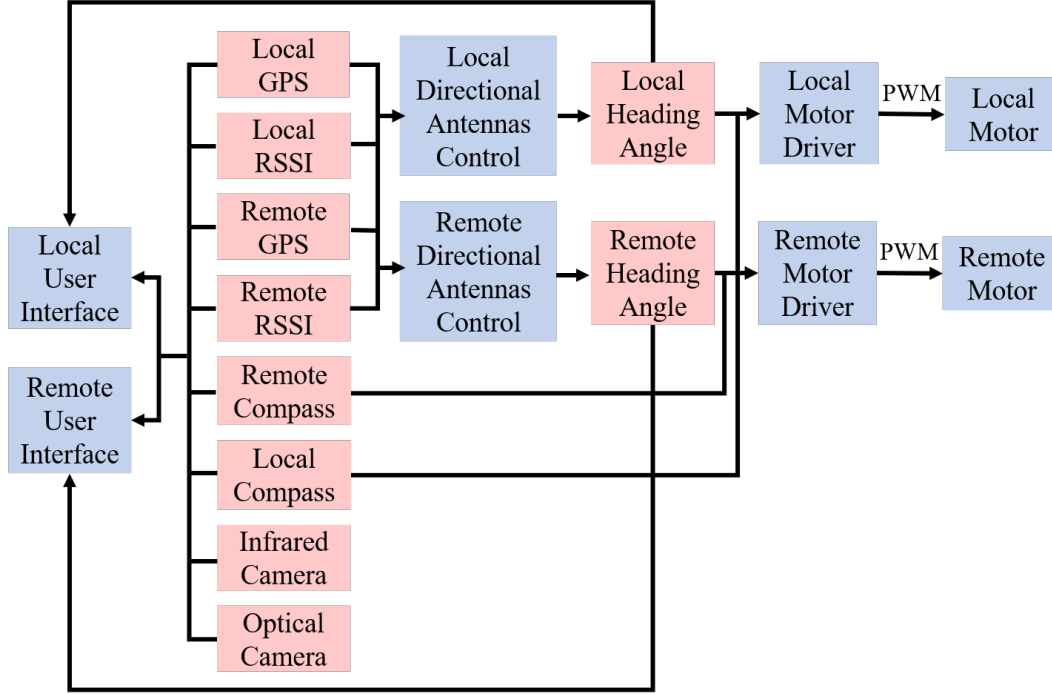 Local
GPS
Local
RSSI
Remote
GPS
Remote
RSSI
Remote
Compass
Local
Compass
Infrared
Camera
Optical
Camera
Local
User
Interface
Remote
User
Interface
Local
Directional
Antennas
Control
Remote
Directional
Antennas
Control
Local
Heading
Angle
Remote
Heading
Angle
Local
Motor
Driver
PWM
Local
Motor
Remote
Motor
Driver
PWM
Remote
Motor